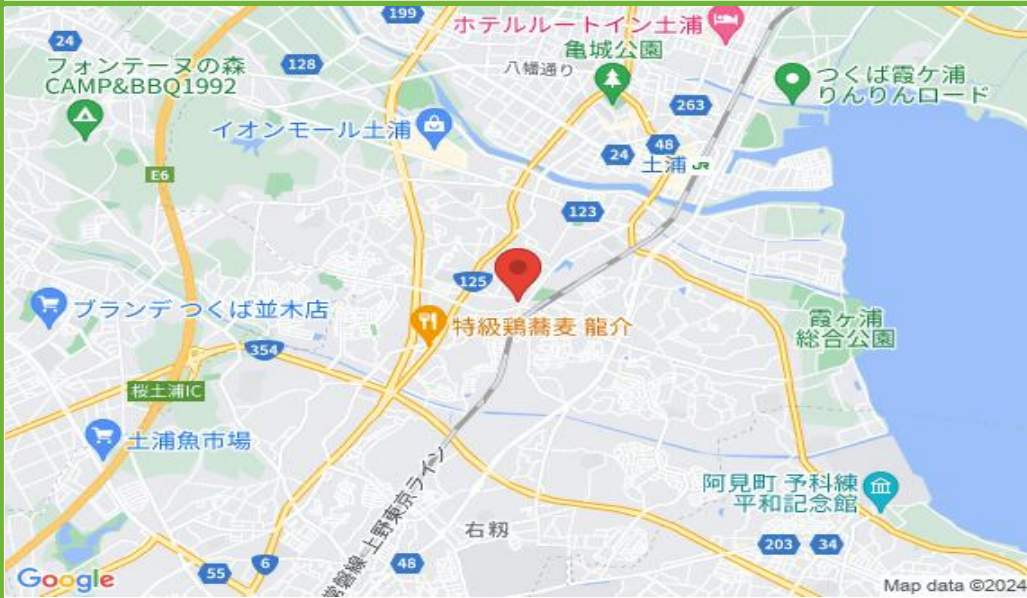 199
ホテルルートイン土浦
24
亀城公園
フォンテーヌの森
CAMP&BBQ1992
128
八幡通り
つくば霞ケ浦
りんりんロード
263
イオンモール土浦
48
24
土浦 JR
E6
123
125
ブランデ つくば並木店
特級鶏蕎麦 龍介
霞ヶ浦
総合公園
354
桜土浦IC
土浦魚市場
常磐線-上野東京ライン
阿見町 予科練
平和記念館
右籾
203
34
6
48
55
Google
Map data ©2024